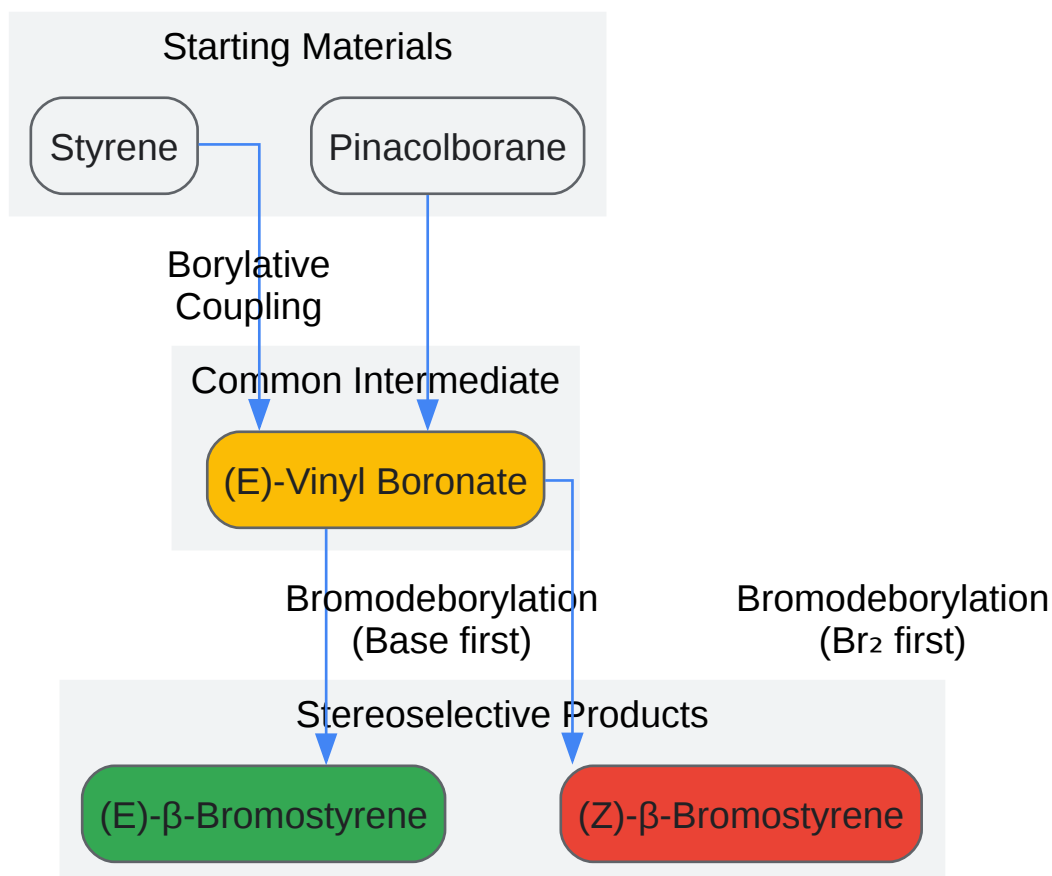 Starting Materials
Styrene
Pinacolborane
Borylative
Coupling
Common Intermediate
(E)-Vinyl Boronate
Bromodeborylation
(Base first)
Bromodeborylation
(Br₂ first)
Stereoselective Products
(E)-β-Bromostyrene
(Z)-β-Bromostyrene